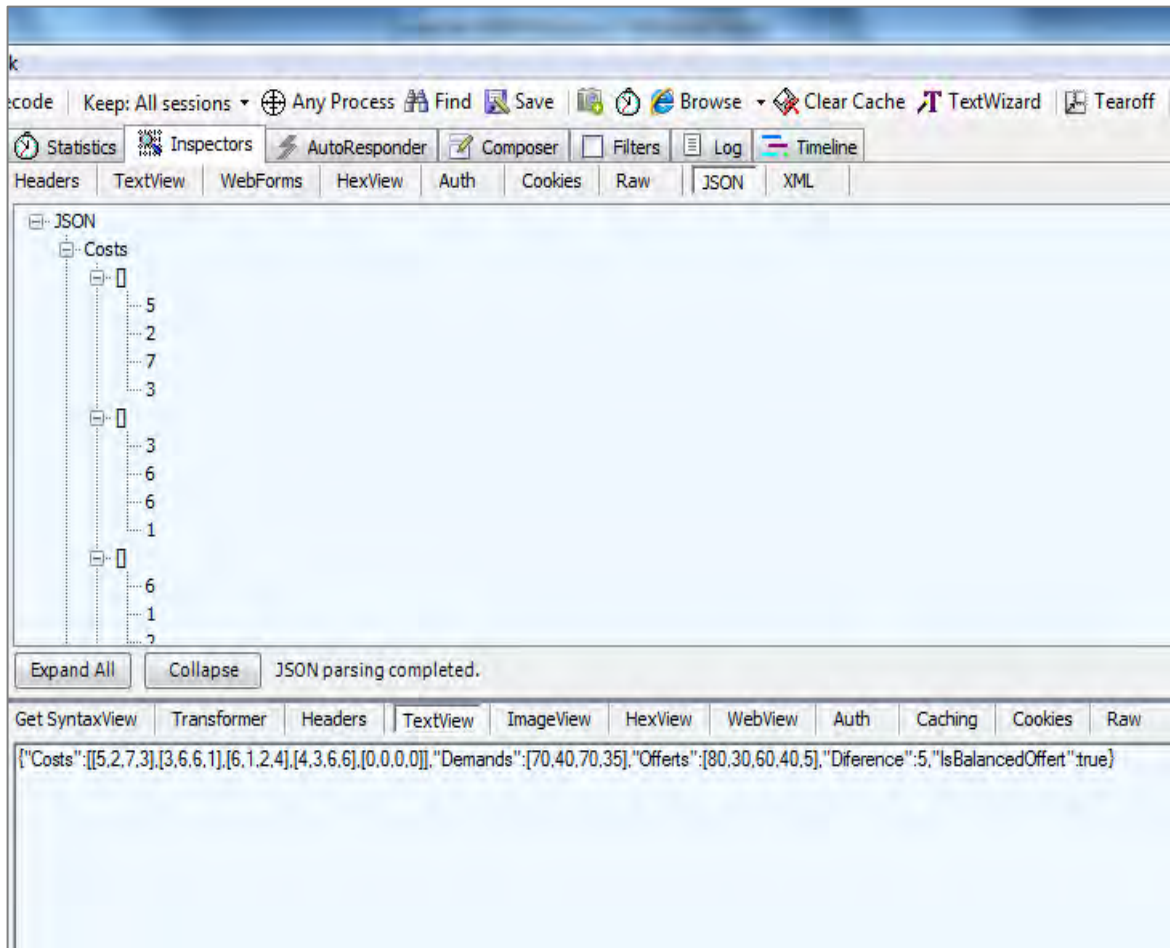 k
ecode Keep: All sessions Any Process Find Save Browse Clear Cache TextWizard Tearoff
Statistics Inspectors AutoResponder Composer Filters Log Timeline
Headers TextView WebForms HexView Auth Cookies Raw JSON XML
JSON
Costs
[]
5
2
7
3
[]
3
6
6
1
[]
6
1
2
Expand All Collapse JSON parsing completed.
Get SyntaxView Transformer Headers TextView ImageView HexView WebView Auth Caching Cookies Raw
{"Costs":[[5,2,7,3],[3,6,6,1],[6,1,2,4],[4,3,6,6],[0,0,0,0]],"Demands":[70,40,70,35],"Offerts":[80,30,60,40,5],"Diference":5,"IsBalancedOffert":true}